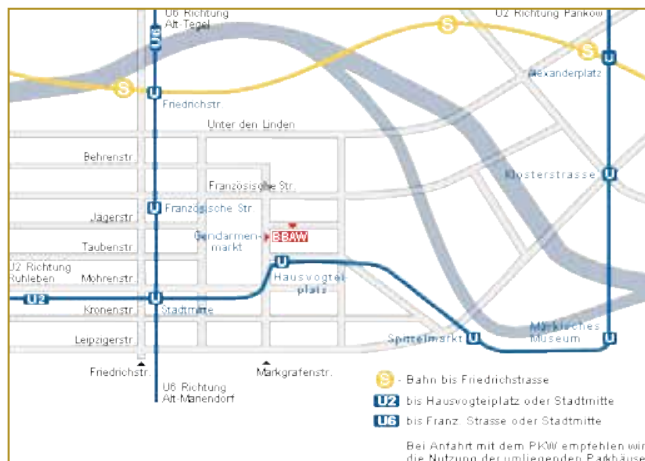 U6 Richtung
Alt-Tegel
U2 Richtung Pankow
U6
S
S
Alexanderplatz
U
S
U
Friedrichstr.
Unter den Linden
Behrenstr.
Klosterstrasse
U
Französische Str.
Jägerstr.
U
Französische Str.
Gendarmen-
markt
BBAW
Taubenstr.
U2 Richtung
Ruhleben
Mohrenstr.
U
Hausvogtei
platz
U2
U
Kronenstr.
Stadtmitte
Leipzigerstr.
Spittelmarkt
U
Märkisches
Museum
U
Friedrichstr.
Markgrafenstr.
U6 Richtung
Alt-Mariendorf
S - Bahn bis Friedrichstrasse
U2 bis Hausvogteiplatz oder Stadtmitte
U6 bis Franz. Strasse oder Stadtmitte
Bei Anfahrt mit dem PKW empfehlen wir
die Nutzung der umliegenden Parkhäuse